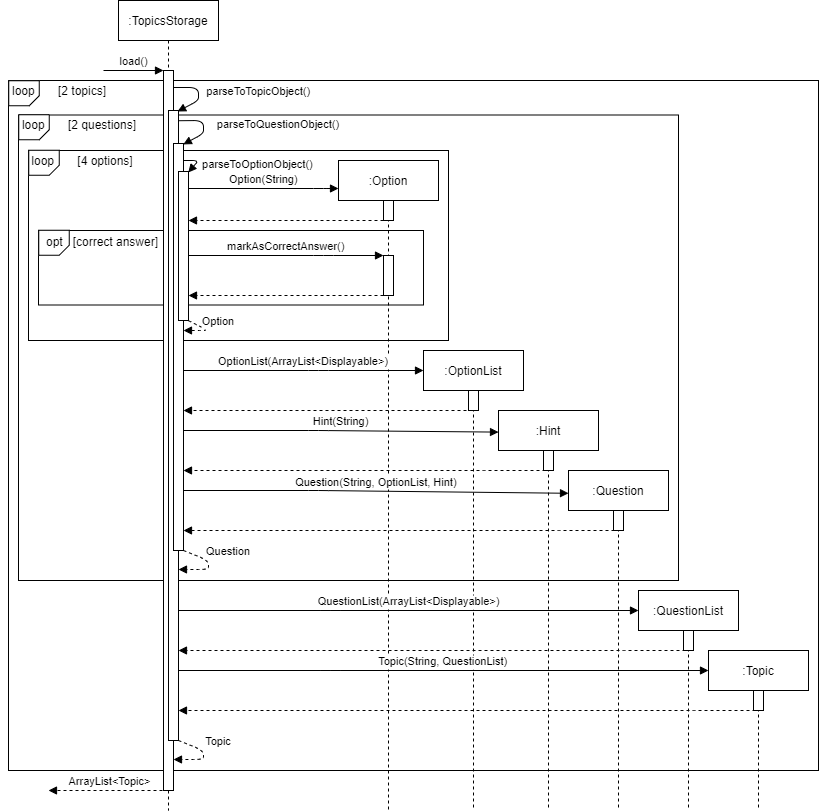 :TopicsStorage
load()
loop [2 topics]
parseToTopicObject()
loop [2 questions]
parseToQuestionObject()
loop [4 options]
parseToOptionObject()
Option(String)
:Option
opt [correct answer]
markAsCorrectAnswer()
Option
OptionList(ArrayList<Displayable>)
:OptionList
Hint(String)
:Hint
Question(String, OptionList, Hint)
:Question
Question
QuestionList(ArrayList<Displayable>)
:QuestionList
Topic(String, QuestionList)
:Topic
Topic
ArrayList<Topic>